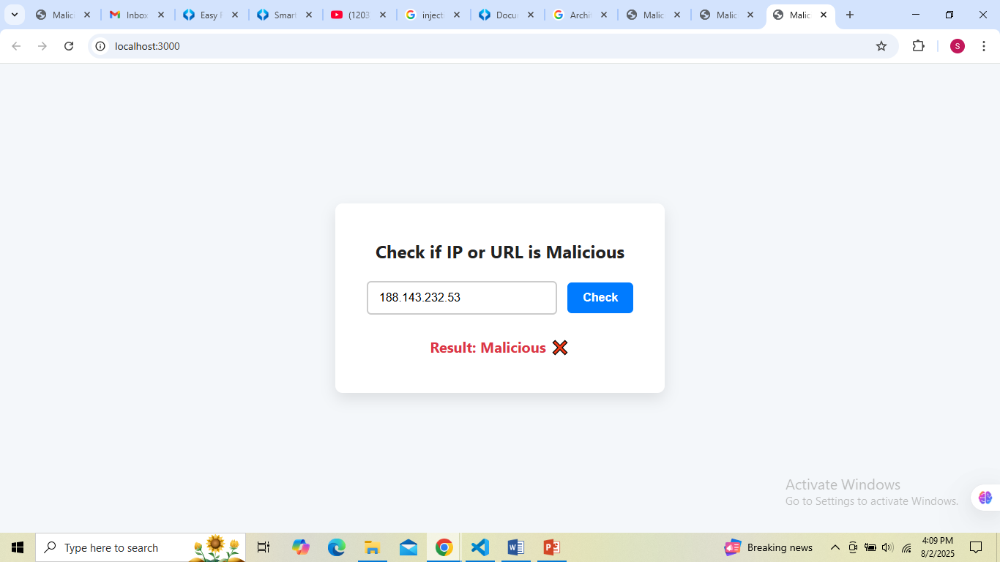 Malic
Inbox
Easy F
Smart
(1203
inject
Docu
Archi
Malic
Malic
Malic
localhost:3000
S
Check if IP or URL is Malicious
188.143.232.53
Check
Result: Malicious
Activate Windows
Go to Settings to activate Windows.
Type here to search
Breaking news
4:09 PM
8/2/2025